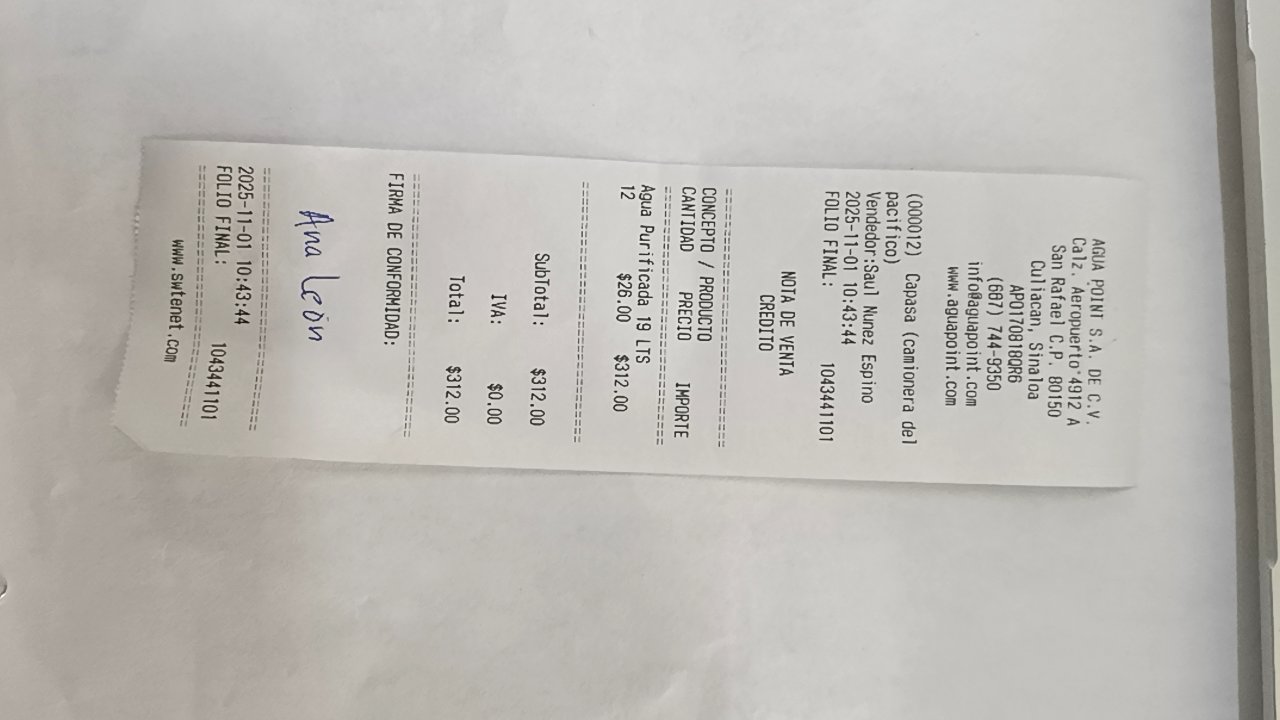 AGUA POINT S.A. DE C.V.
Calz. Aeropuerto 4912 A
San Rafael C.P. 80150
Culiacan, Sinaloa
APO170818QR6
(667) 744-9350
info@aguapoint.com
www.aguapoint.com
(000012) Capasa (camionera del
pacifico)
Vendedor:Saul Nunez Espino
2025-11-01 10:43:44
FOLIO FINAL: 1043441101
NOTA DE VENTA
CREDITO
CONCEPTO / PRODUCTO
CANTIDAD PRECIO IMPORTE
Agua Purificada 19 LTS
12 $26.00 $312.00
SubTotal: $312.00
IVA: $0.00
Total: $312.00
FIRMA DE CONFORMIDAD:
Ana León
2025-11-01 10:43:44
FOLIO FINAL: 1043441101
www.swtenet.com